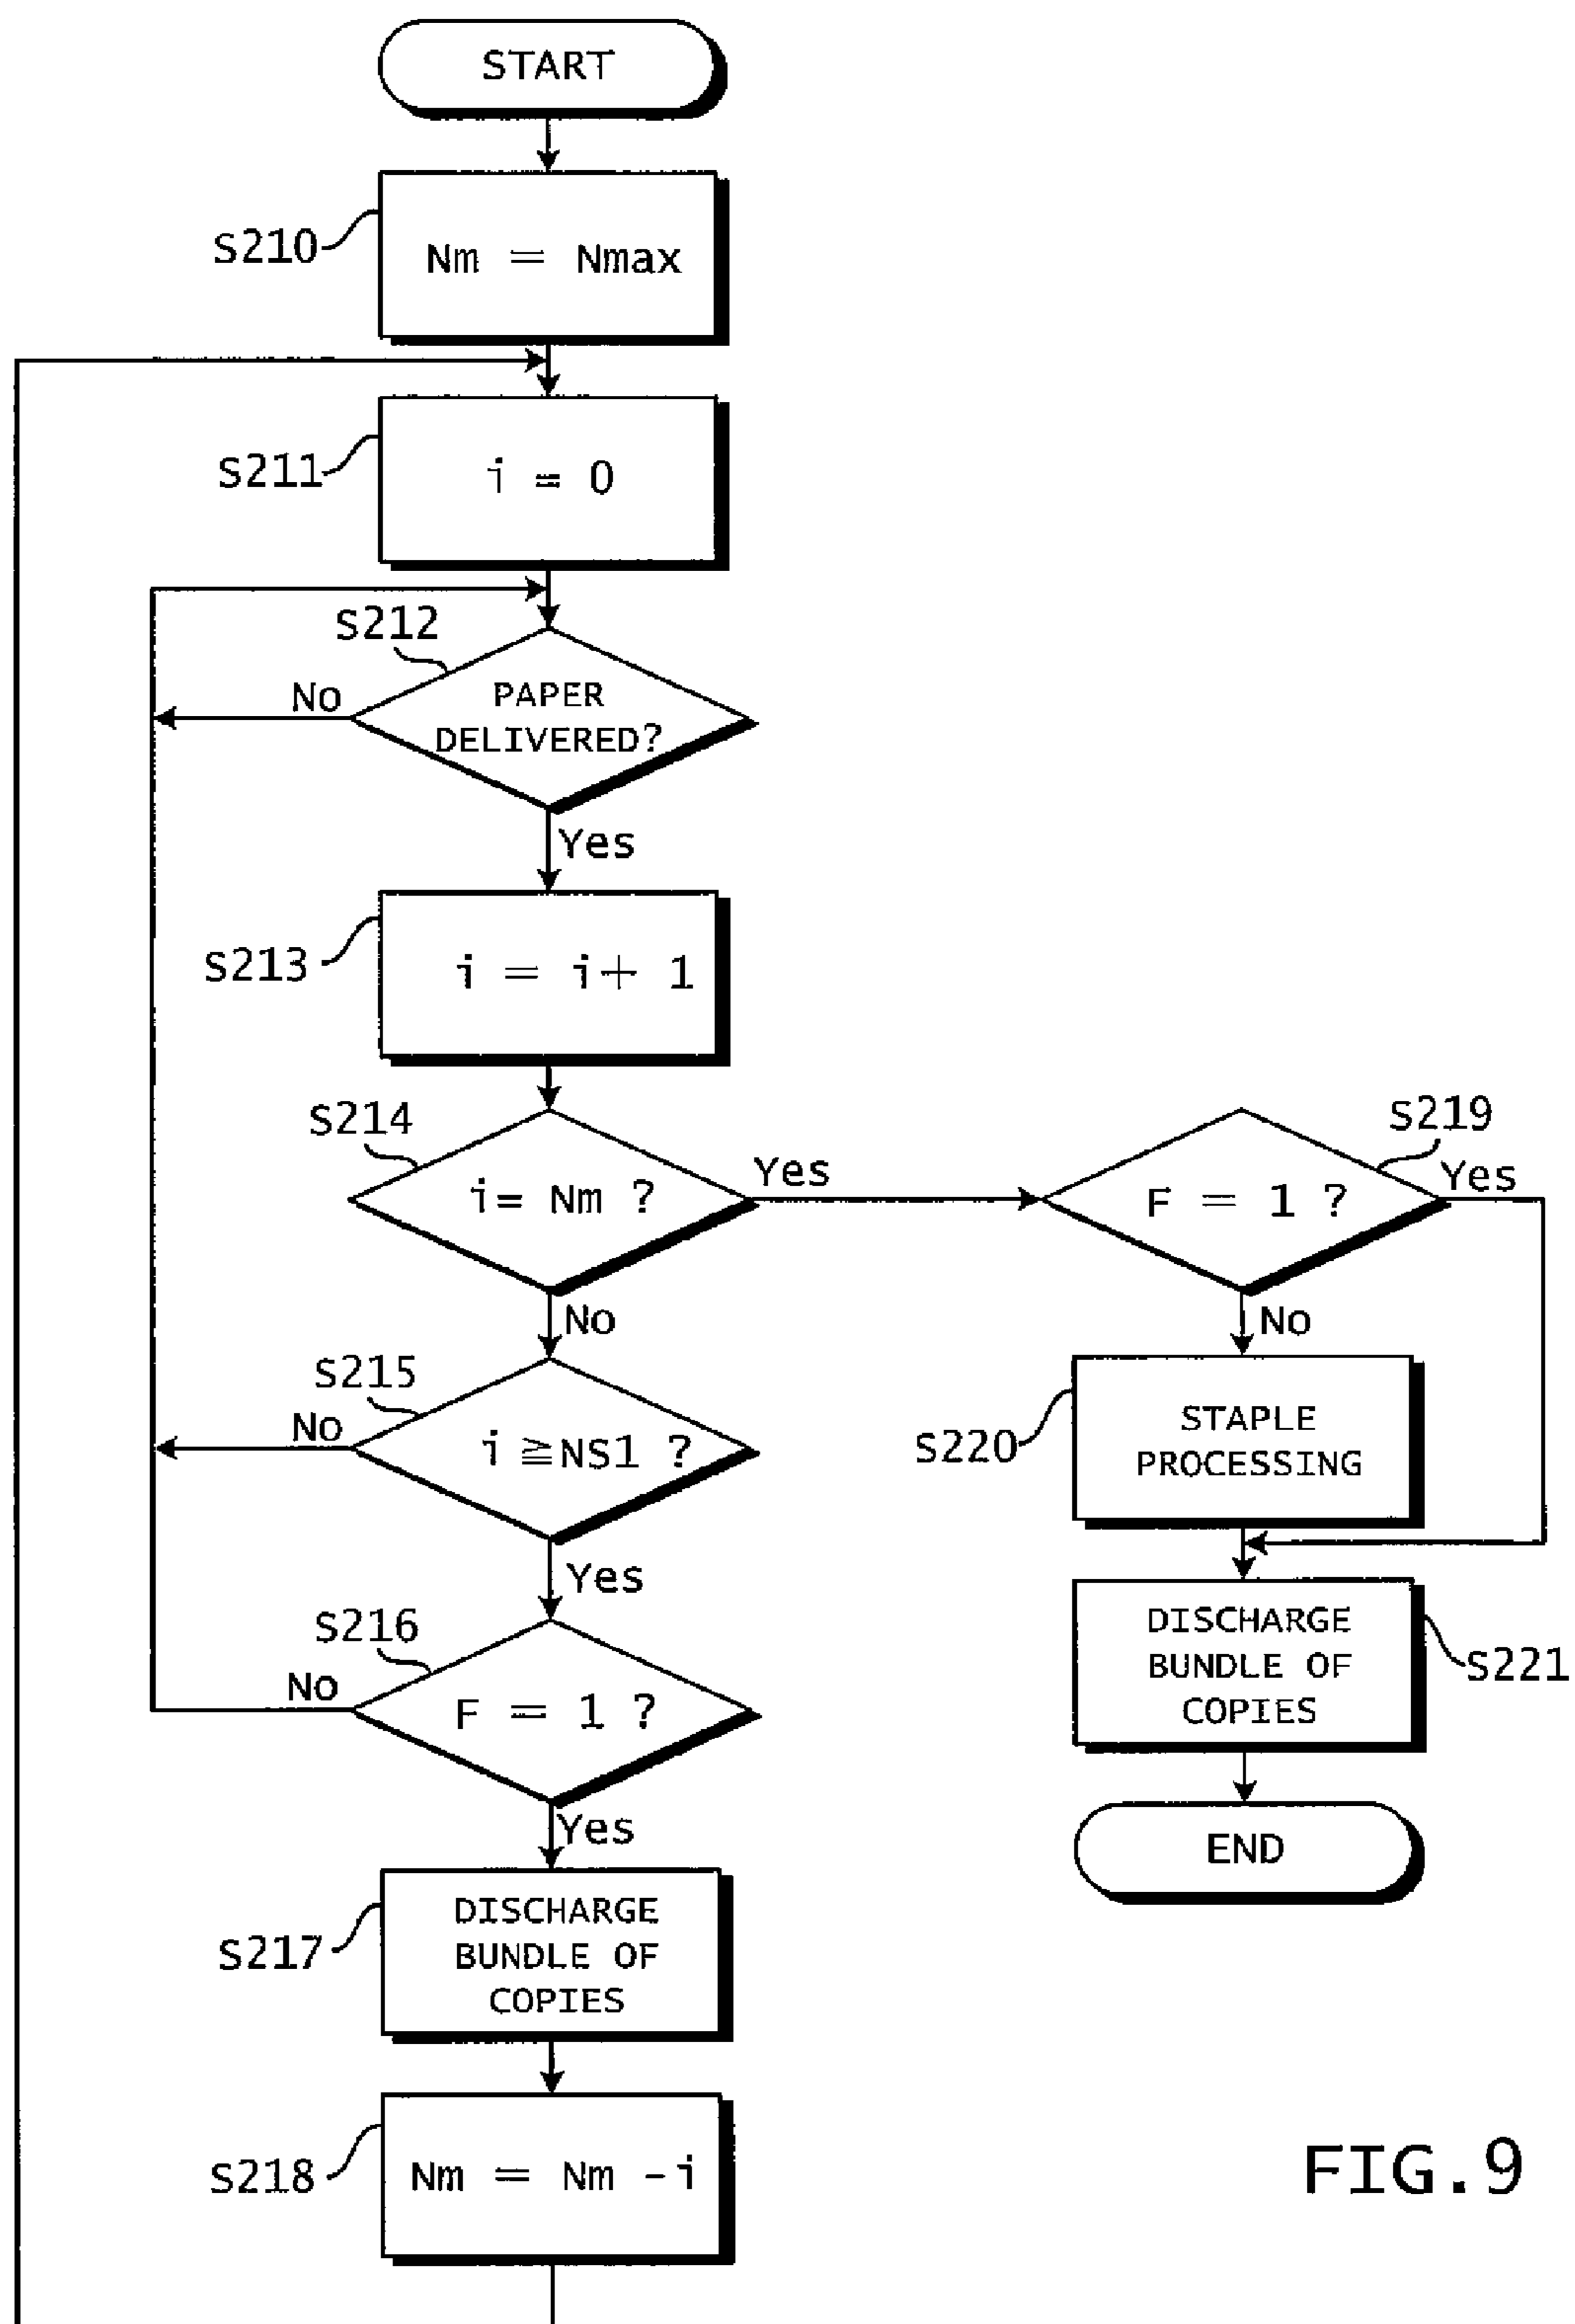 START
S210
Nm = Nmax
S211
i = 0
S212
No
PAPER
DELIVERED?
Yes
S213
i = i+ 1
S214
i= Nm ?
Yes
S219
F = 1 ?
Yes
No
No
S215
No
i ≧NS1 ?
S220
STAPLE
PROCESSING
Yes
S216
No
F = 1 ?
DISCHARGE
BUNDLE OF
COPIES
S221
Yes
END
S217
DISCHARGE
BUNDLE OF
COPIES
S218
Nm = Nm -i
FIG.9